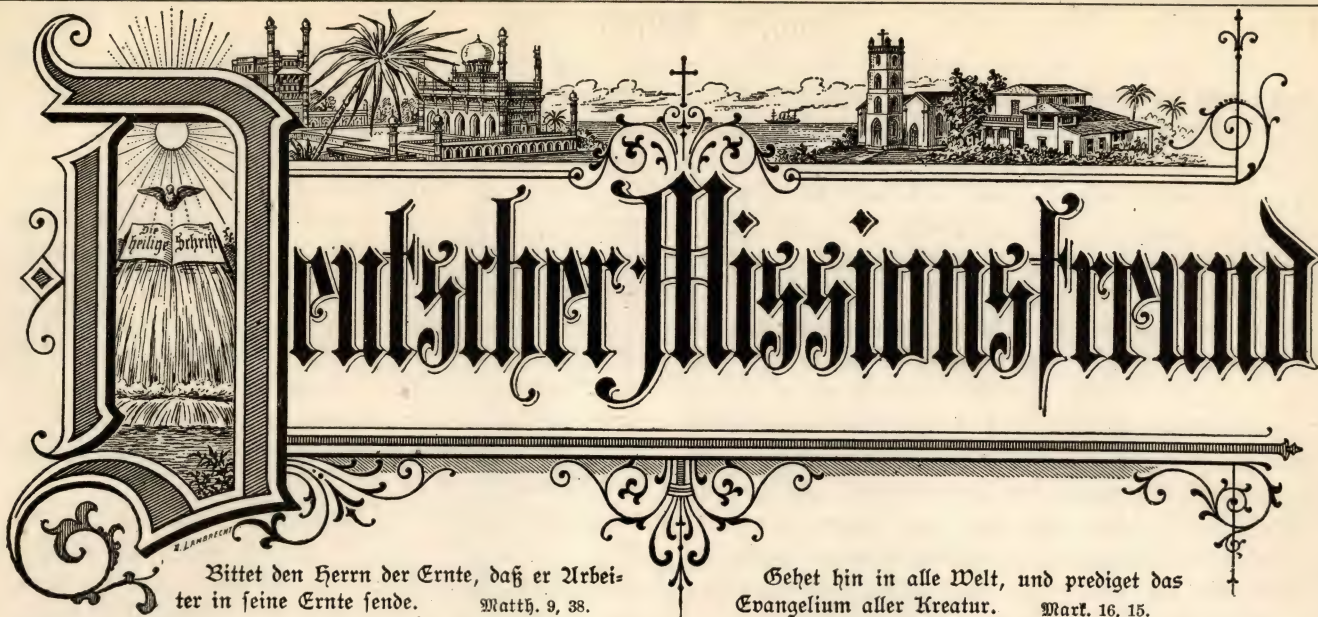 Deutscher Missionsfreund
Die heilige Schrift
Bittet den Herrn der Ernte, daß er Arbei=
ter in seine Ernte sende. Matth. 9, 38.
Gehet hin in alle Welt, und prediget das
Evangelium aller Kreatur. Mark. 16, 15.